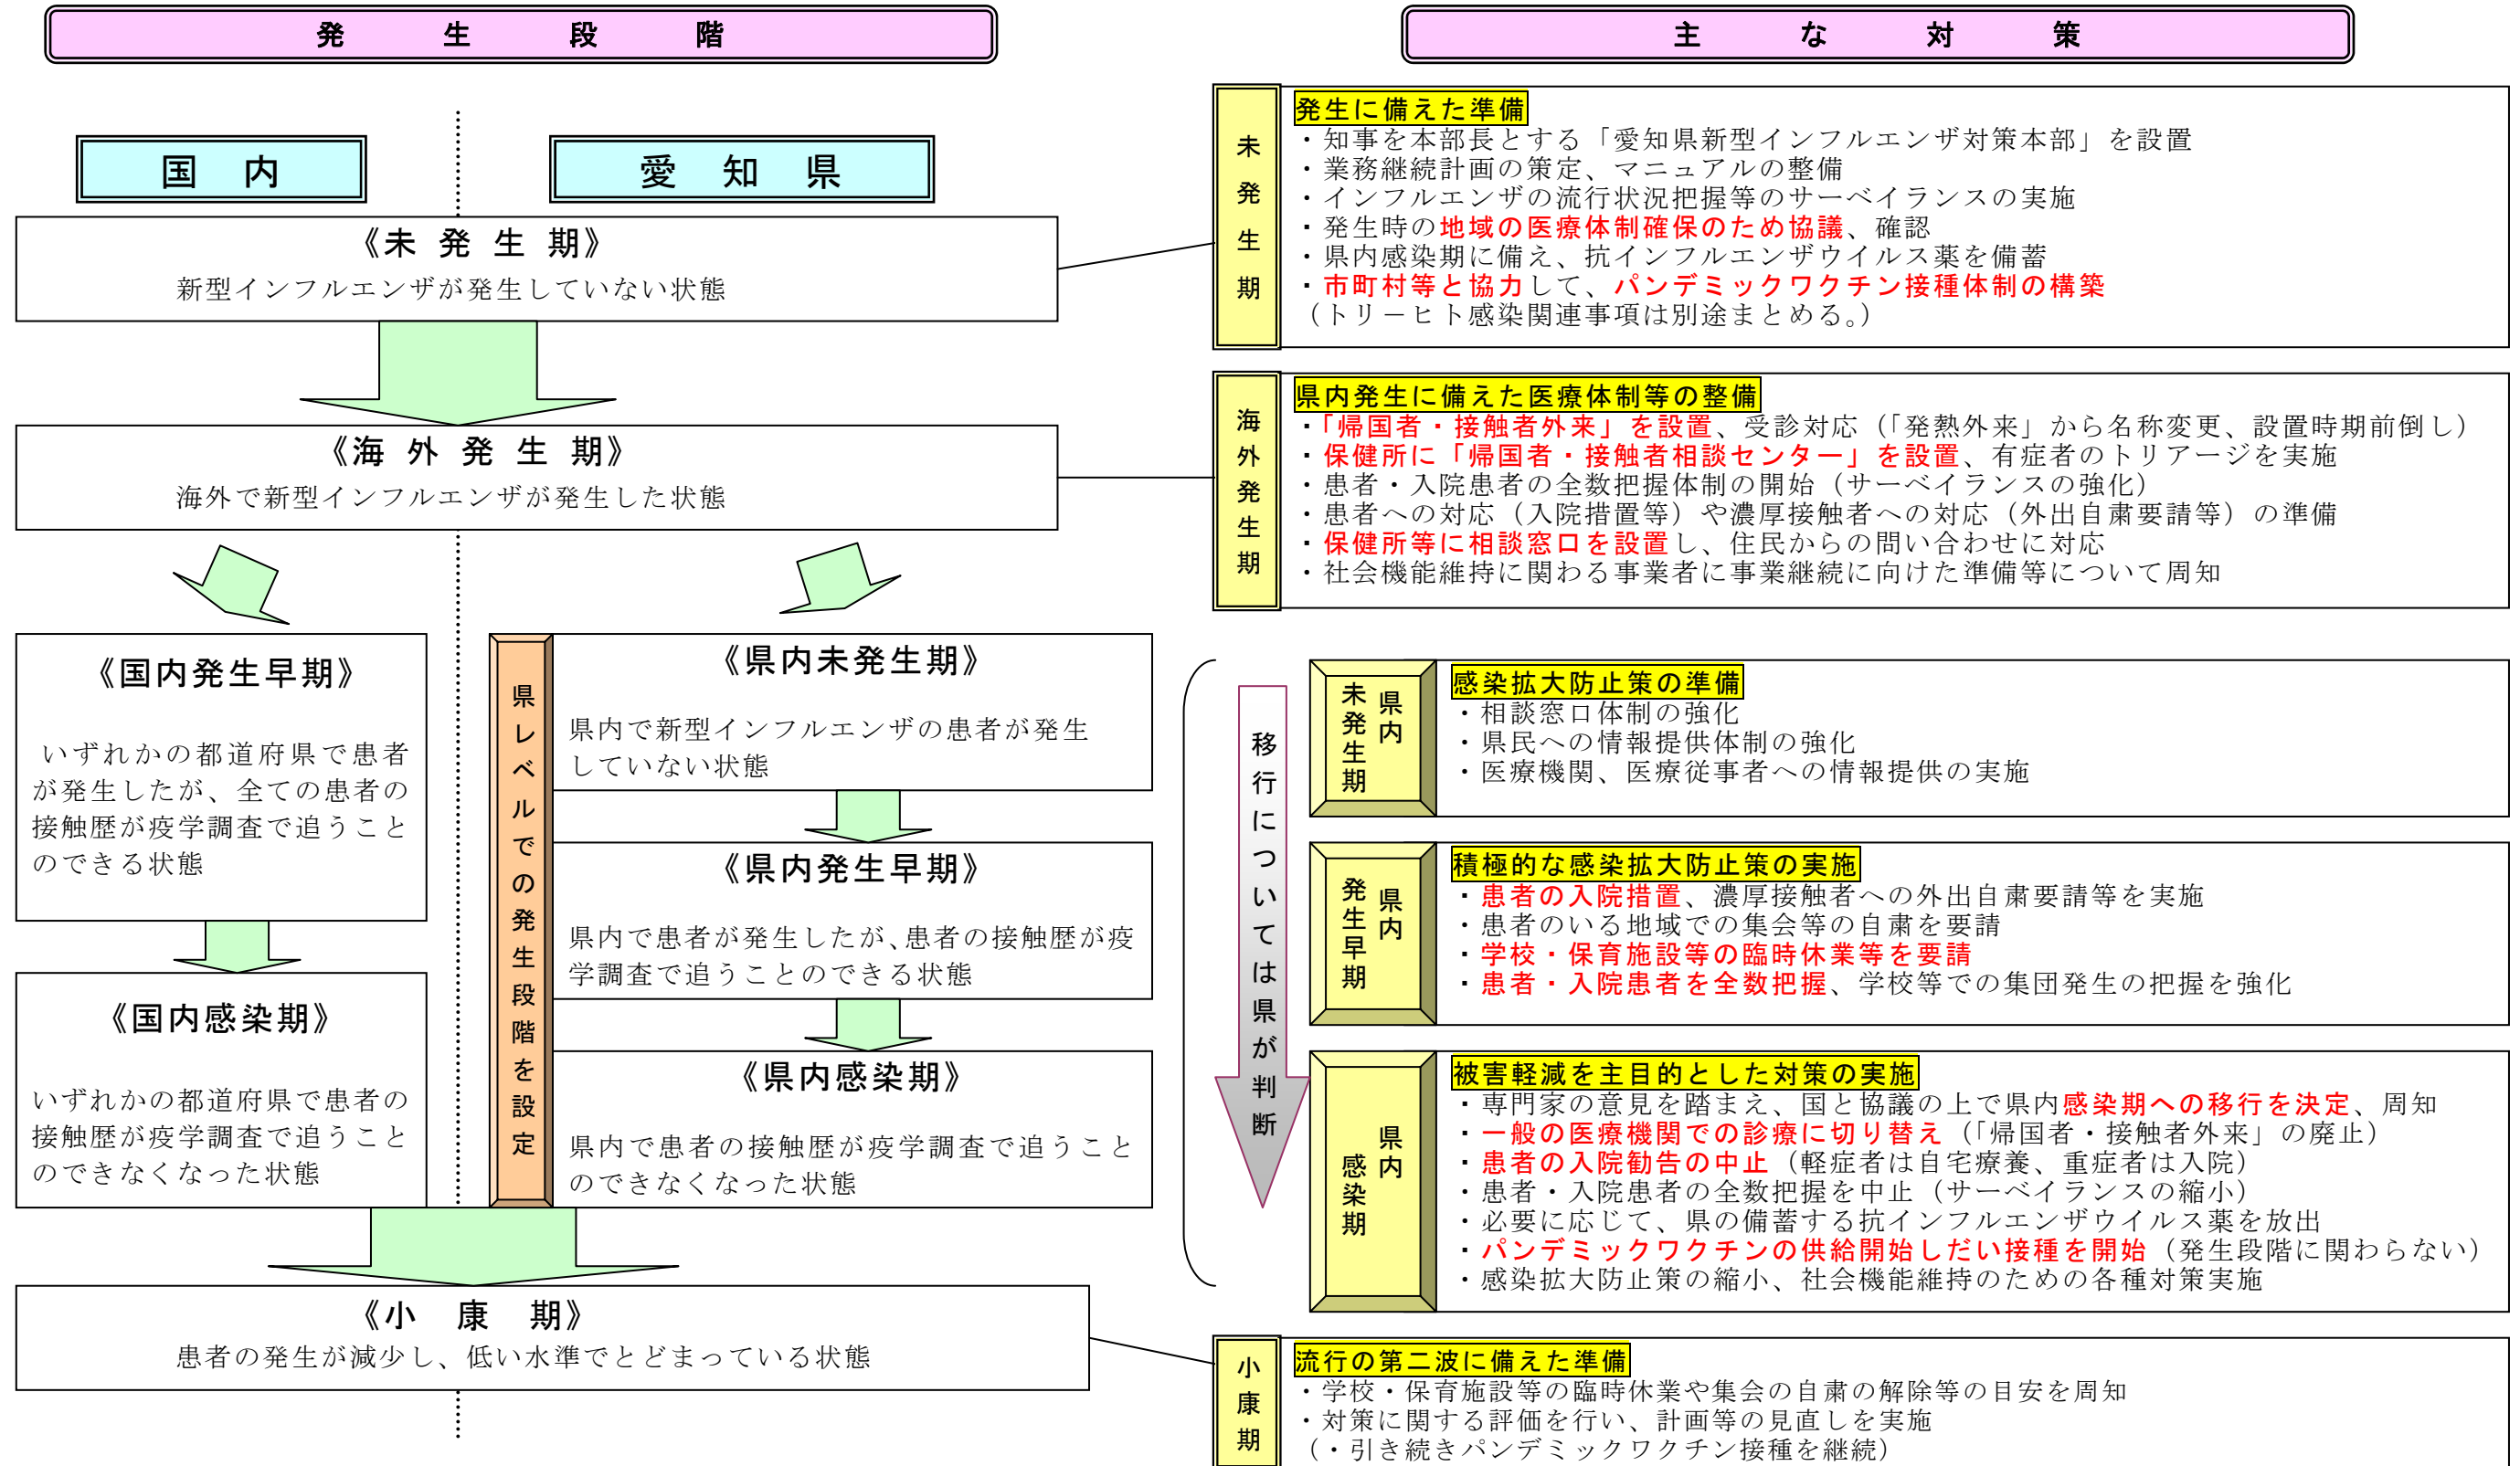 発生段階
主な対策
国内
愛知県
《未発生期》
新型インフルエンザが発生していない状態
《海外発生期》
海外で新型インフルエンザが発生した状態
《国内発生早期》
いずれかの都道府県で患者
が発生したが、全ての患者の
接触歴が疫学調査で追うこと
のできる状態
《国内感染期》
いずれかの都道府県で患者の
接触歴が疫学調査で追うこと
のできなくなった状態
県レベルでの発生段階を設定
《県内未発生期》
県内で新型インフルエンザの患者が発生
していない状態
《県内発生早期》
県内で患者が発生したが、患者の接触歴が疫
学調査で追うことのできる状態
《県内感染期》
県内で患者の接触歴が疫学調査で追うこと
のできなくなった状態
《小康期》
患者の発生が減少し、低い水準でとどまっている状態
未発生期
発生に備えた準備
・知事を本部長とする「愛知県新型インフルエンザ対策本部」を設置
・業務継続計画の策定、マニュアルの整備
・インフルエンザの流行状況把握等のサーベイランスの実施
・発生時の地域の医療体制確保のため協議、確認
・県内感染期に備え、抗インフルエンザウイルス薬を備蓄
・市町村等と協力して、パンデミックワクチン接種体制の構築
（トリーヒト感染関連事項は別途まとめる。）
海外発生期
県内発生に備えた医療体制等の整備
・「帰国者・接触者外来」を設置、受診対応（「発熱外来」から名称変更、設置時期前倒し）
・保健所に「帰国者・接触者相談センター」を設置、有症者のトリアージを実施
・患者・入院患者の全数把握体制の開始（サーベイランスの強化）
・患者への対応（入院措置等）や濃厚接触者への対応（外出自粛要請等）の準備
・保健所等に相談窓口を設置し、住民からの問い合わせに対応
・社会機能維持に関わる事業者に事業継続に向けた準備等について周知
移行については県が判断
県内
未発生期
感染拡大防止策の準備
・相談窓口体制の強化
・県民への情報提供体制の強化
・医療機関、医療従事者への情報提供の実施
県内
発生早期
積極的な感染拡大防止策の実施
・患者の入院措置、濃厚接触者への外出自粛要請等を実施
・患者のいる地域での集会等の自粛を要請
・学校・保育施設等の臨時休業等を要請
・患者・入院患者を全数把握、学校等での集団発生の把握を強化
県内
感染期
被害軽減を主目的とした対策の実施
・専門家の意見を踏まえ、国と協議の上で県内感染期への移行を決定、周知
・一般の医療機関での診療に切り替え（「帰国者・接触者外来」の廃止）
・患者の入院勧告の中止（軽症者は自宅療養、重症者は入院）
・患者・入院患者の全数把握を中止（サーベイランスの縮小）
・必要に応じて、県の備蓄する抗インフルエンザウイルス薬を放出
・パンデミックワクチンの供給開始しだい接種を開始（発生段階に関わらない）
・感染拡大防止策の縮小、社会機能維持のための各種対策実施
小康期
流行の第二波に備えた準備
・学校・保育施設等の臨時休業や集会の自粛の解除等の目安を周知
・対策に関する評価を行い、計画等の見直しを実施
（・引き続きパンデミックワクチン接種を継続）